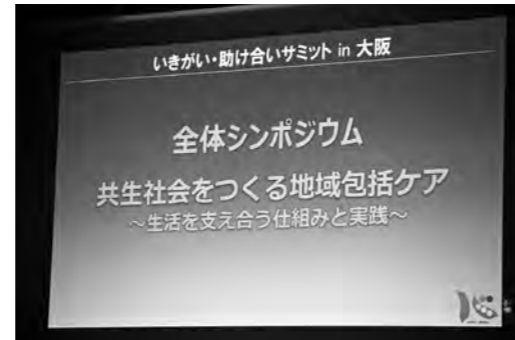 いきがい・助け合いサミット in 大阪
全体シンポジウム
共生社会をつくる地域包括ケア
～生活を支え合う仕組みと実践～